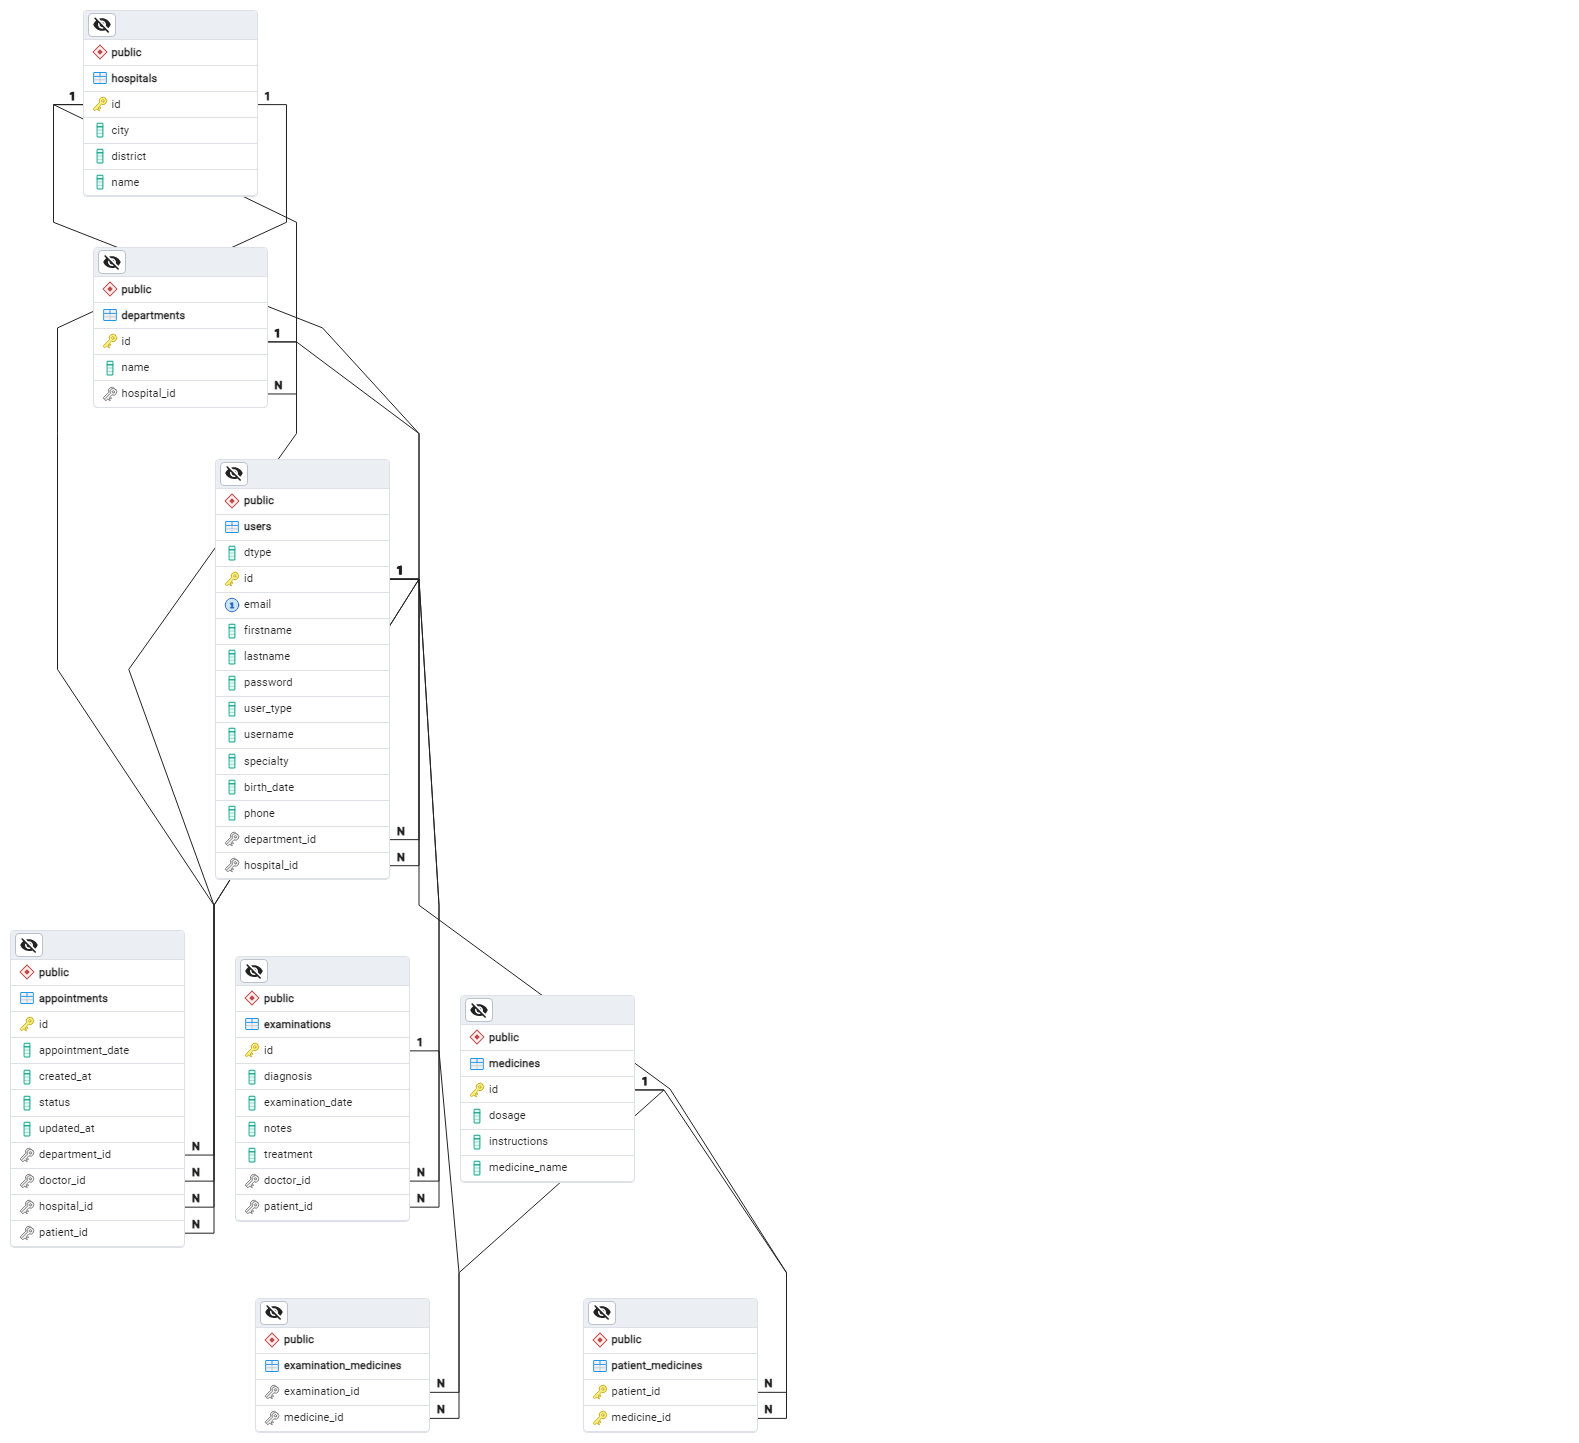 public
hospitals
1
id
1
city
district
name
public
departments
id
1
name
hospital_id
N
public
users
dtype
id
1
1
email
firstname
lastname
password
user_type
username
specialty
birth_date
phone
department_id
N
hospital_id
N
public
appointments
id
appointment_date
created_at
status
updated_at
department_id
N
doctor_id
N
hospital_id
N
patient_id
N
public
examinations
id
1
diagnosis
examination_date
notes
treatment
doctor_id
N
patient_id
N
public
medicines
id
1
dosage
instructions
medicine_name
public
examination_medicines
examination_id
N
medicine_id
N
public
patient_medicines
patient_id
N
medicine_id
N